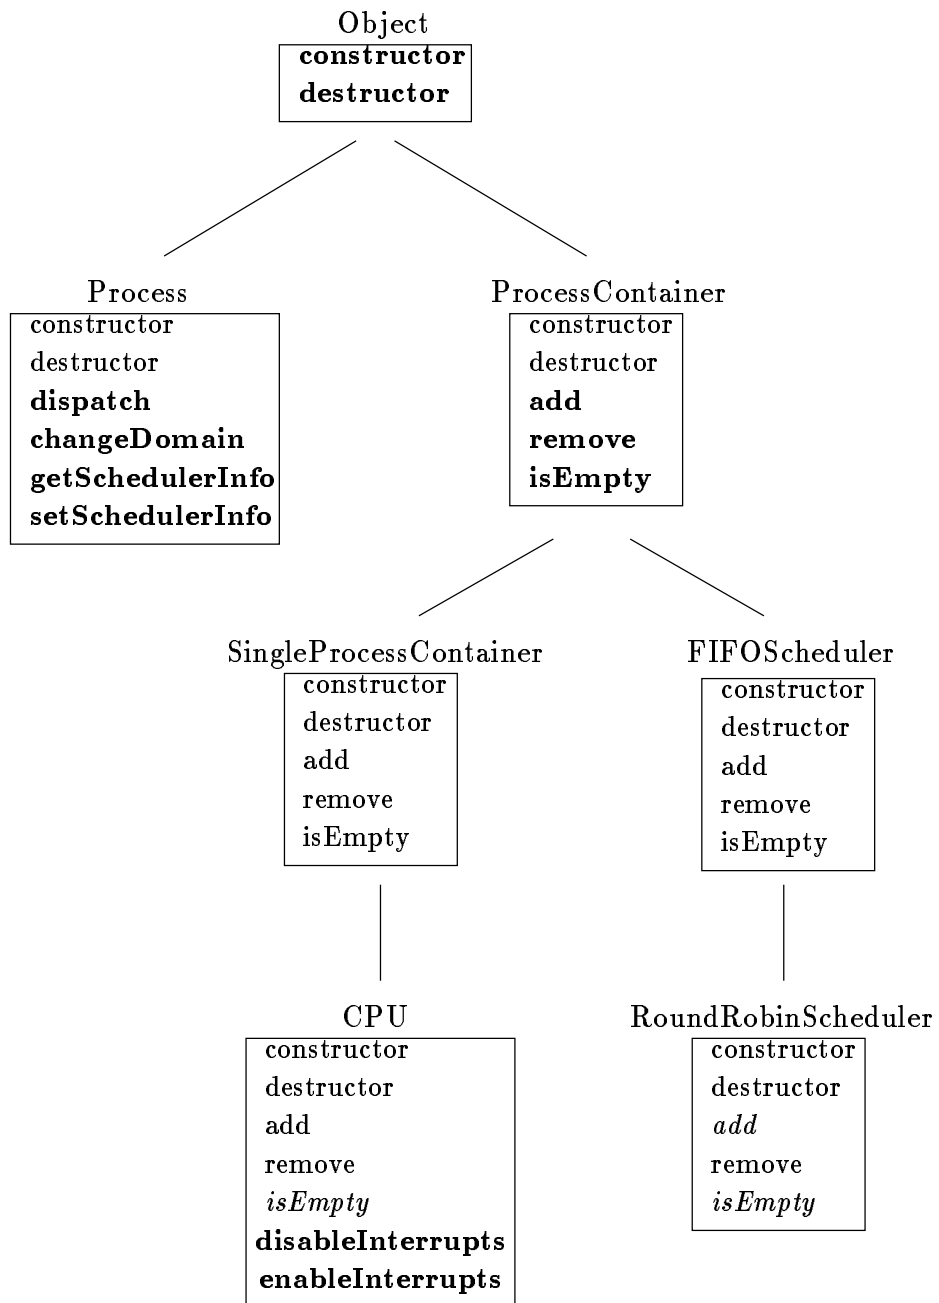 Object
constructor
destructor
Process
constructor
destructor
dispatch
changeDomain
getSchedulerInfo
setSchedulerInfo
ProcessContainer
constructor
destructor
add
remove
isEmpty
SingleProcessContainer
constructor
destructor
add
remove
isEmpty
FIFOScheduler
constructor
destructor
add
remove
isEmpty
CPU
constructor
destructor
add
remove
isEmpty
disableInterrupts
enableInterrupts
RoundRobinScheduler
constructor
destructor
add
remove
isEmpty